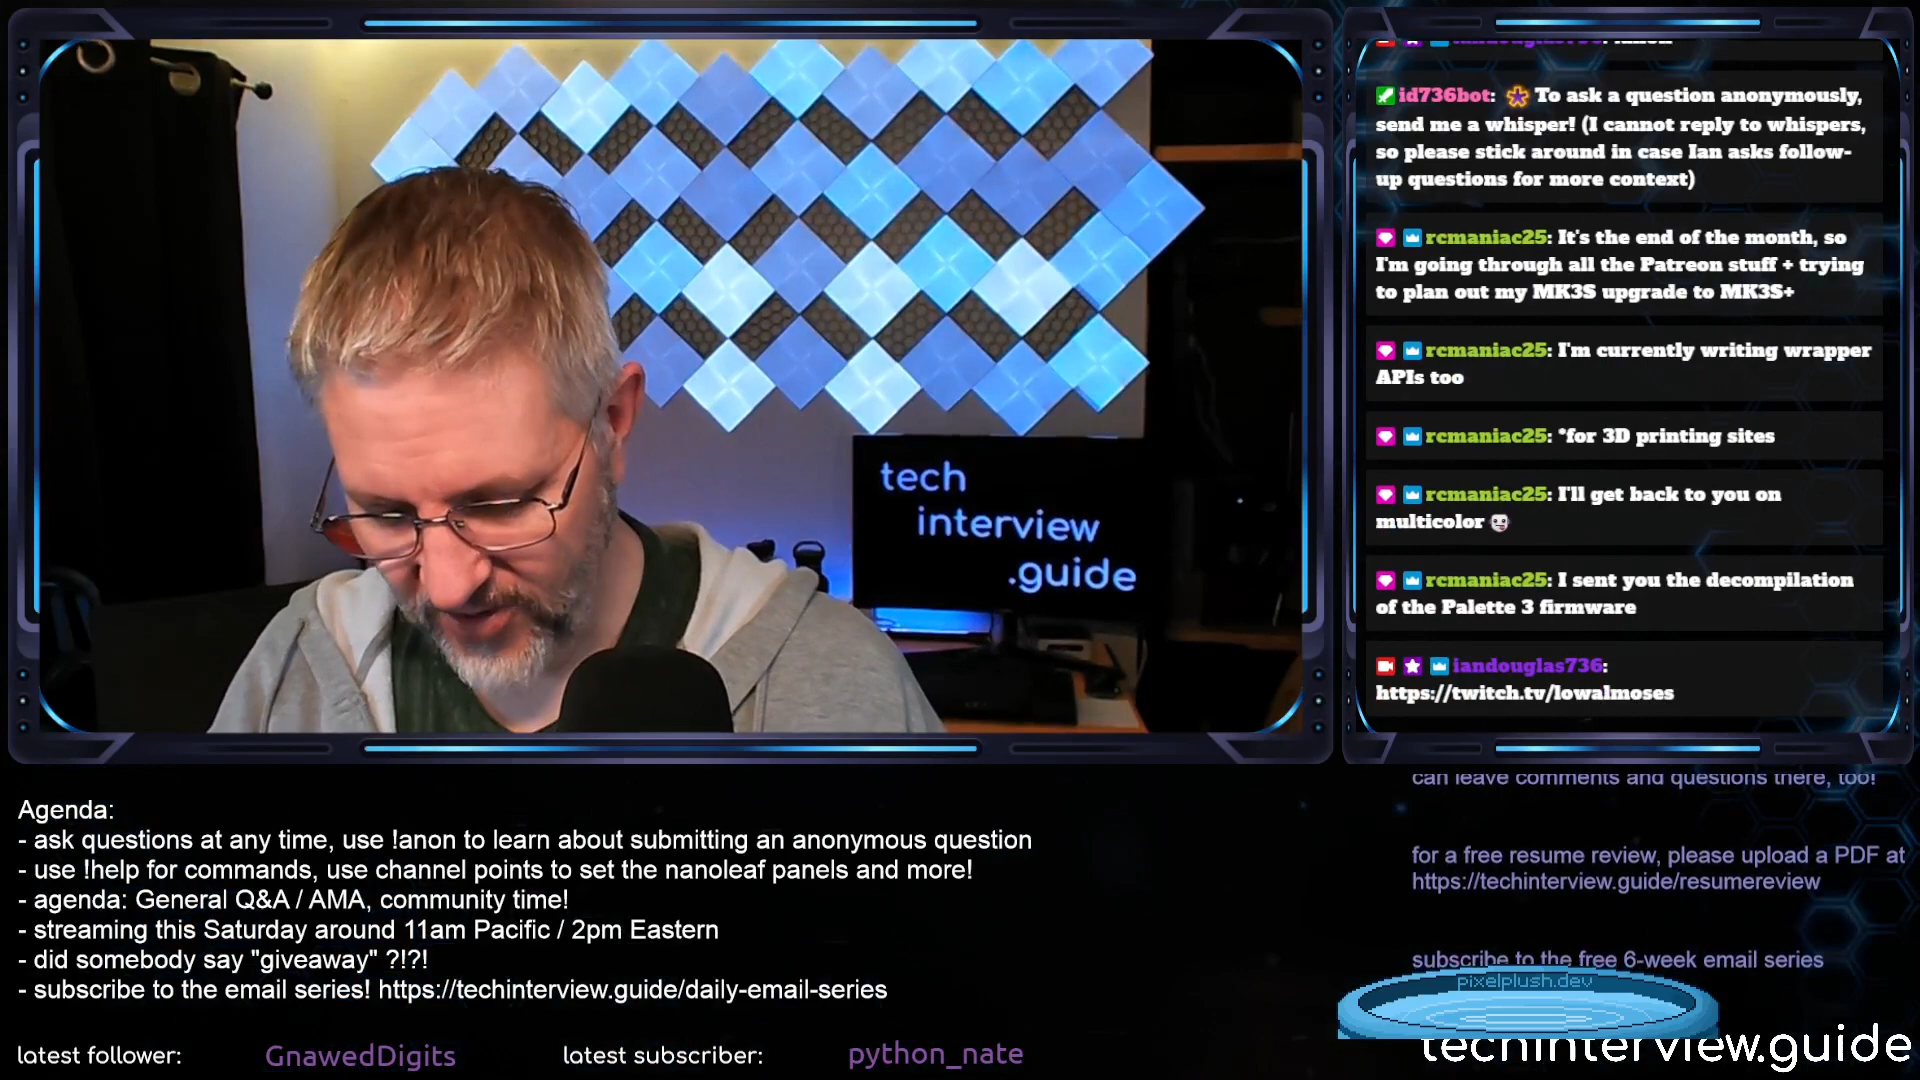 id736bot: To ask a question anonymously,
send me a whisper! (I cannot reply to whispers,
so please stick around in case Ian asks follow-
up questions for more context)
rcmaniac25: It's the end of the month, so
I'm going through all the Patreon stuff + trying
to plan out my MK3S upgrade to MK3S+
rcmaniac25: I'm currently writing wrapper
APIs too
rcmaniac25: *for 3D printing sites
rcmaniac25: I'll get back to you on
multicolor
rcmaniac25: I sent you the decompilation
of the Palette 3 firmware
iandouglas736:
https://twitch.tv/lowalmoses
tech
interview
.guide
can leave comments and questions there, too!
for a free resume review, please upload a PDF at
https://techinterview.guide/resumereview
subscribe to the free 6-week email series
pixelplush.dev
techinterview.guide
Agenda:
- ask questions at any time, use !anon to learn about submitting an anonymous question
- use !help for commands, use channel points to set the nanoleaf panels and more!
- agenda: General Q&A / AMA, community time!
- streaming this Saturday around 11am Pacific / 2pm Eastern
- did somebody say "giveaway" ?!?!
- subscribe to the email series! https://techinterview.guide/daily-email-series
latest follower: GnawedDigits latest subscriber: python_nate